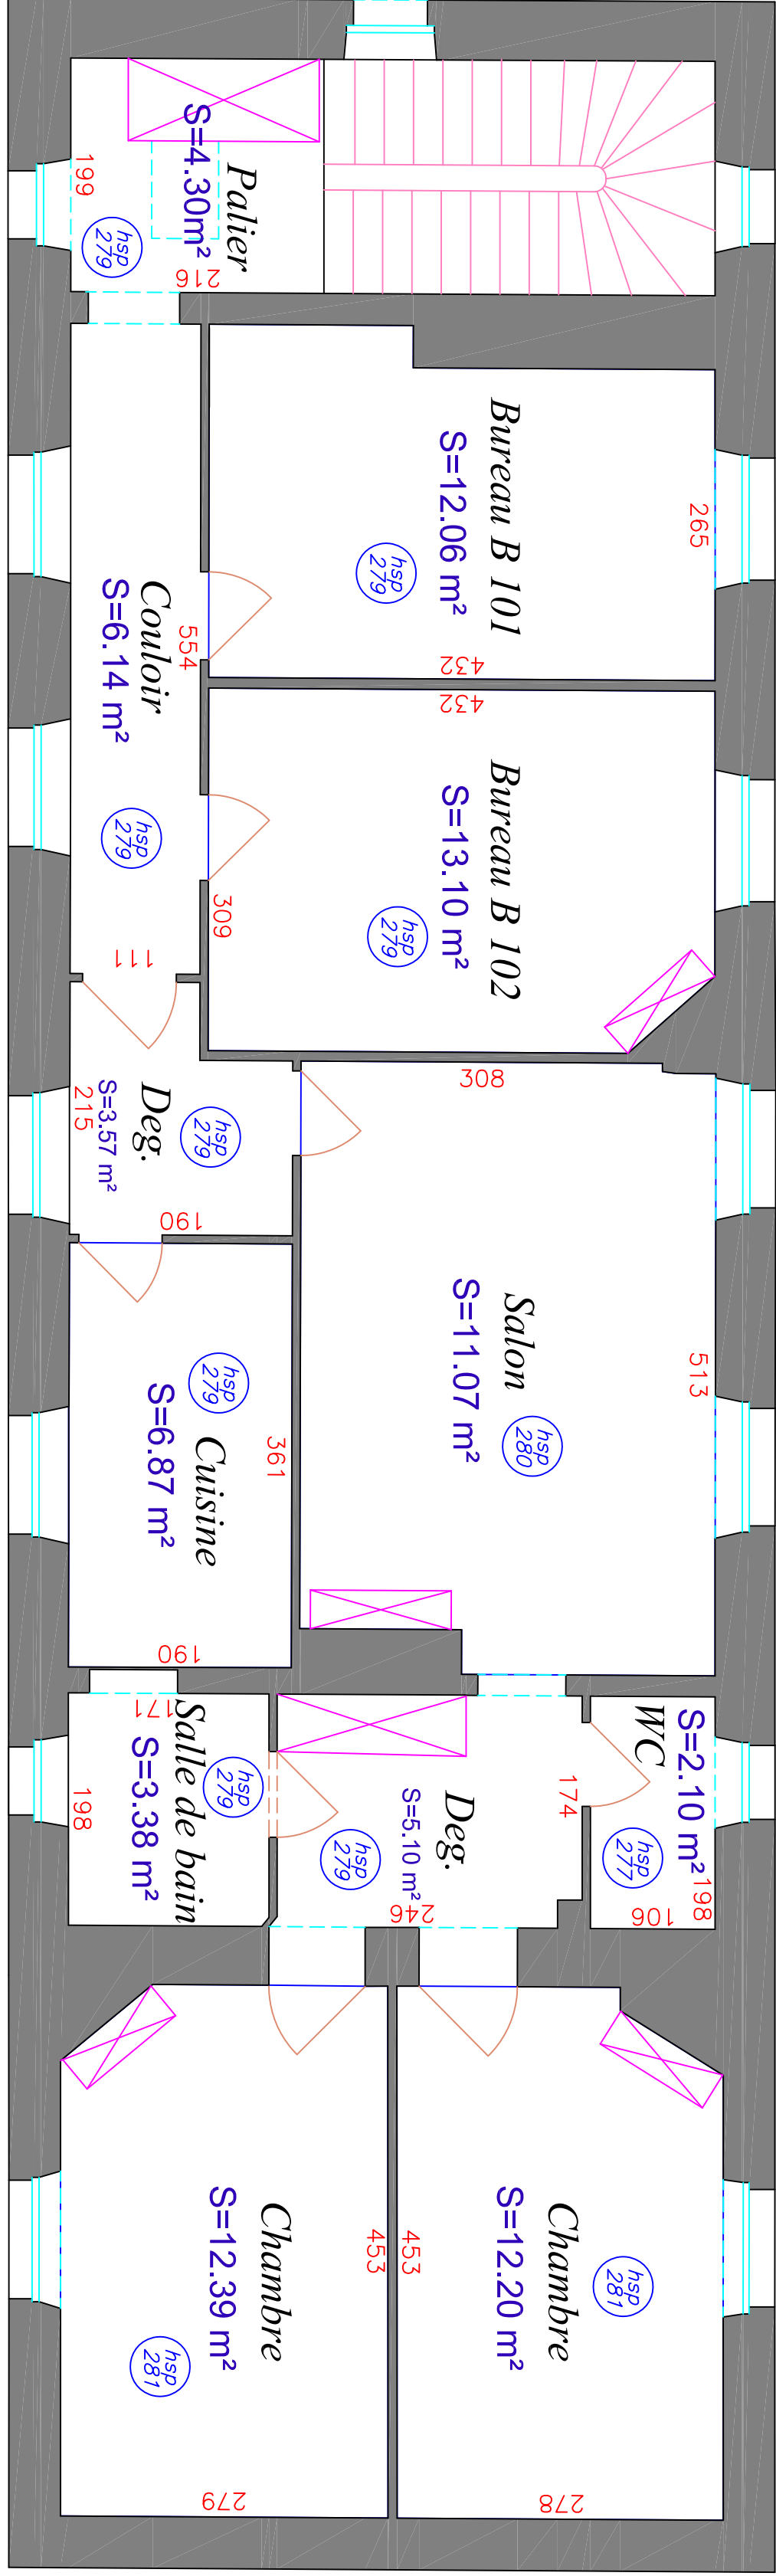 Palier
S=4.30m²
199
216
hsp
279
Bureau B 101
S=12.06 m²
hsp
279
265
432
Couloir
S=6.14 m²
554
hsp
279
111
Bureau B 102
S=13.10 m²
hsp
279
432
309
Deg.
S=3.57 m²
215
hsp
279
190
Salon
S=11.07 m²
hsp
280
308
513
Cuisine
S=6.87 m²
hsp
279
361
190
Salle de bain
S=3.38 m²
hsp
279
171
198
Deg.
S=5.10 m²
hsp
279
174
246
WC
S=2.10 m²
hsp
277
198
106
Chambre
S=12.20 m²
hsp
281
453
278
Chambre
S=12.39 m²
hsp
281
453
279